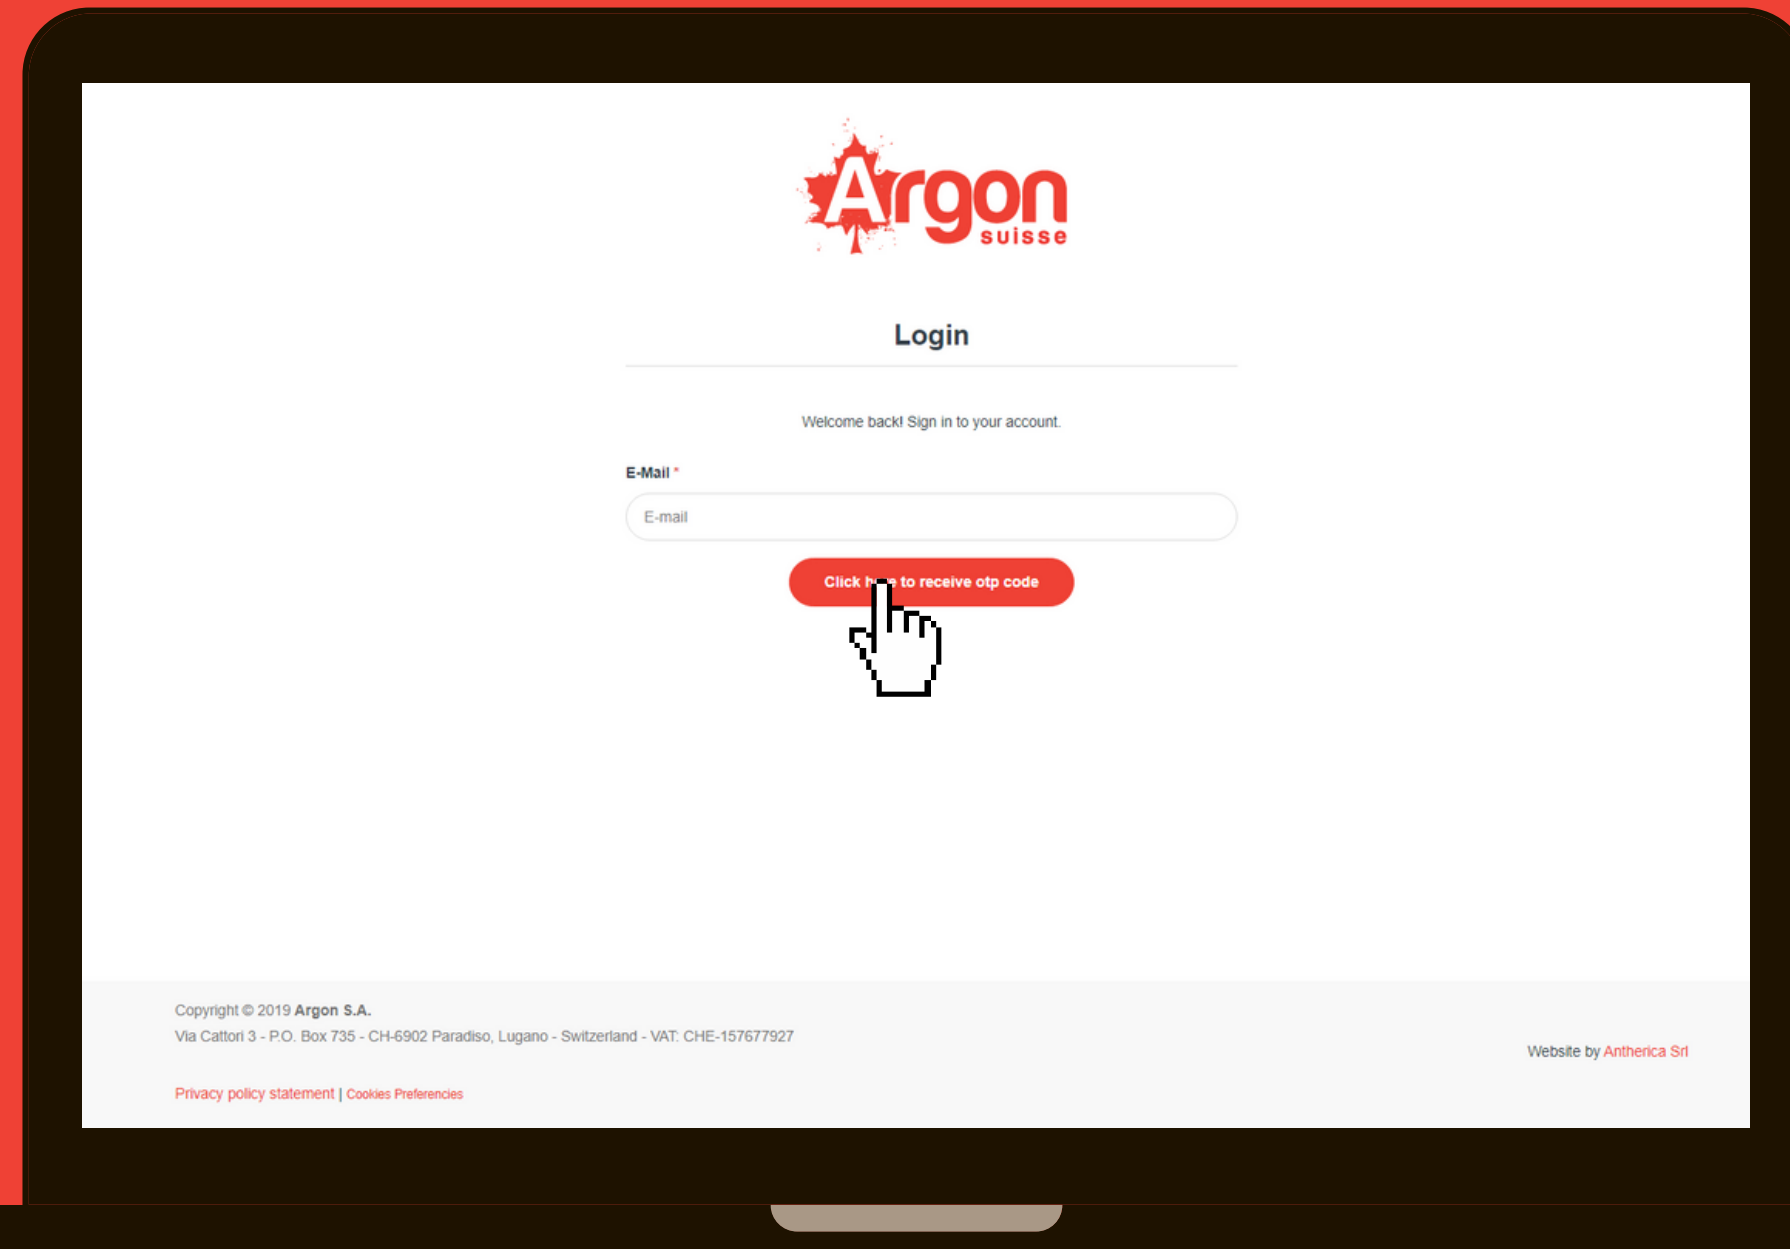 Argon
suisse
Login
Welcome back! Sign in to your account.
E-Mail *
E-mail
Click to receive otp code
Copyright © 2019 Argon S.A.
Via Cattori 3 - P.O. Box 735 - CH-6902 Paradiso, Lugano - Switzerland - VAT: CHE-157677927
Website by Antherica Srl
Privacy policy statement | Cookies Preferencies